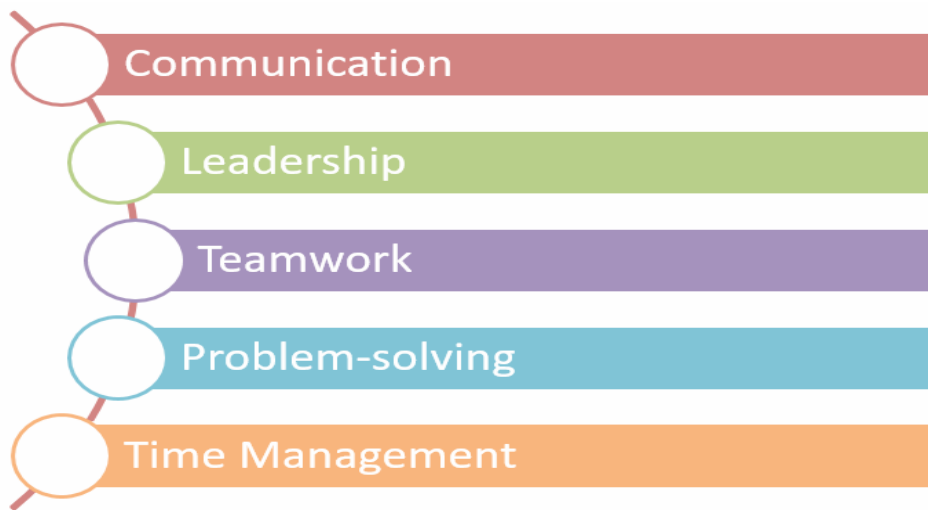 Communication
Leadership
Teamwork
Problem-solving
Time Management